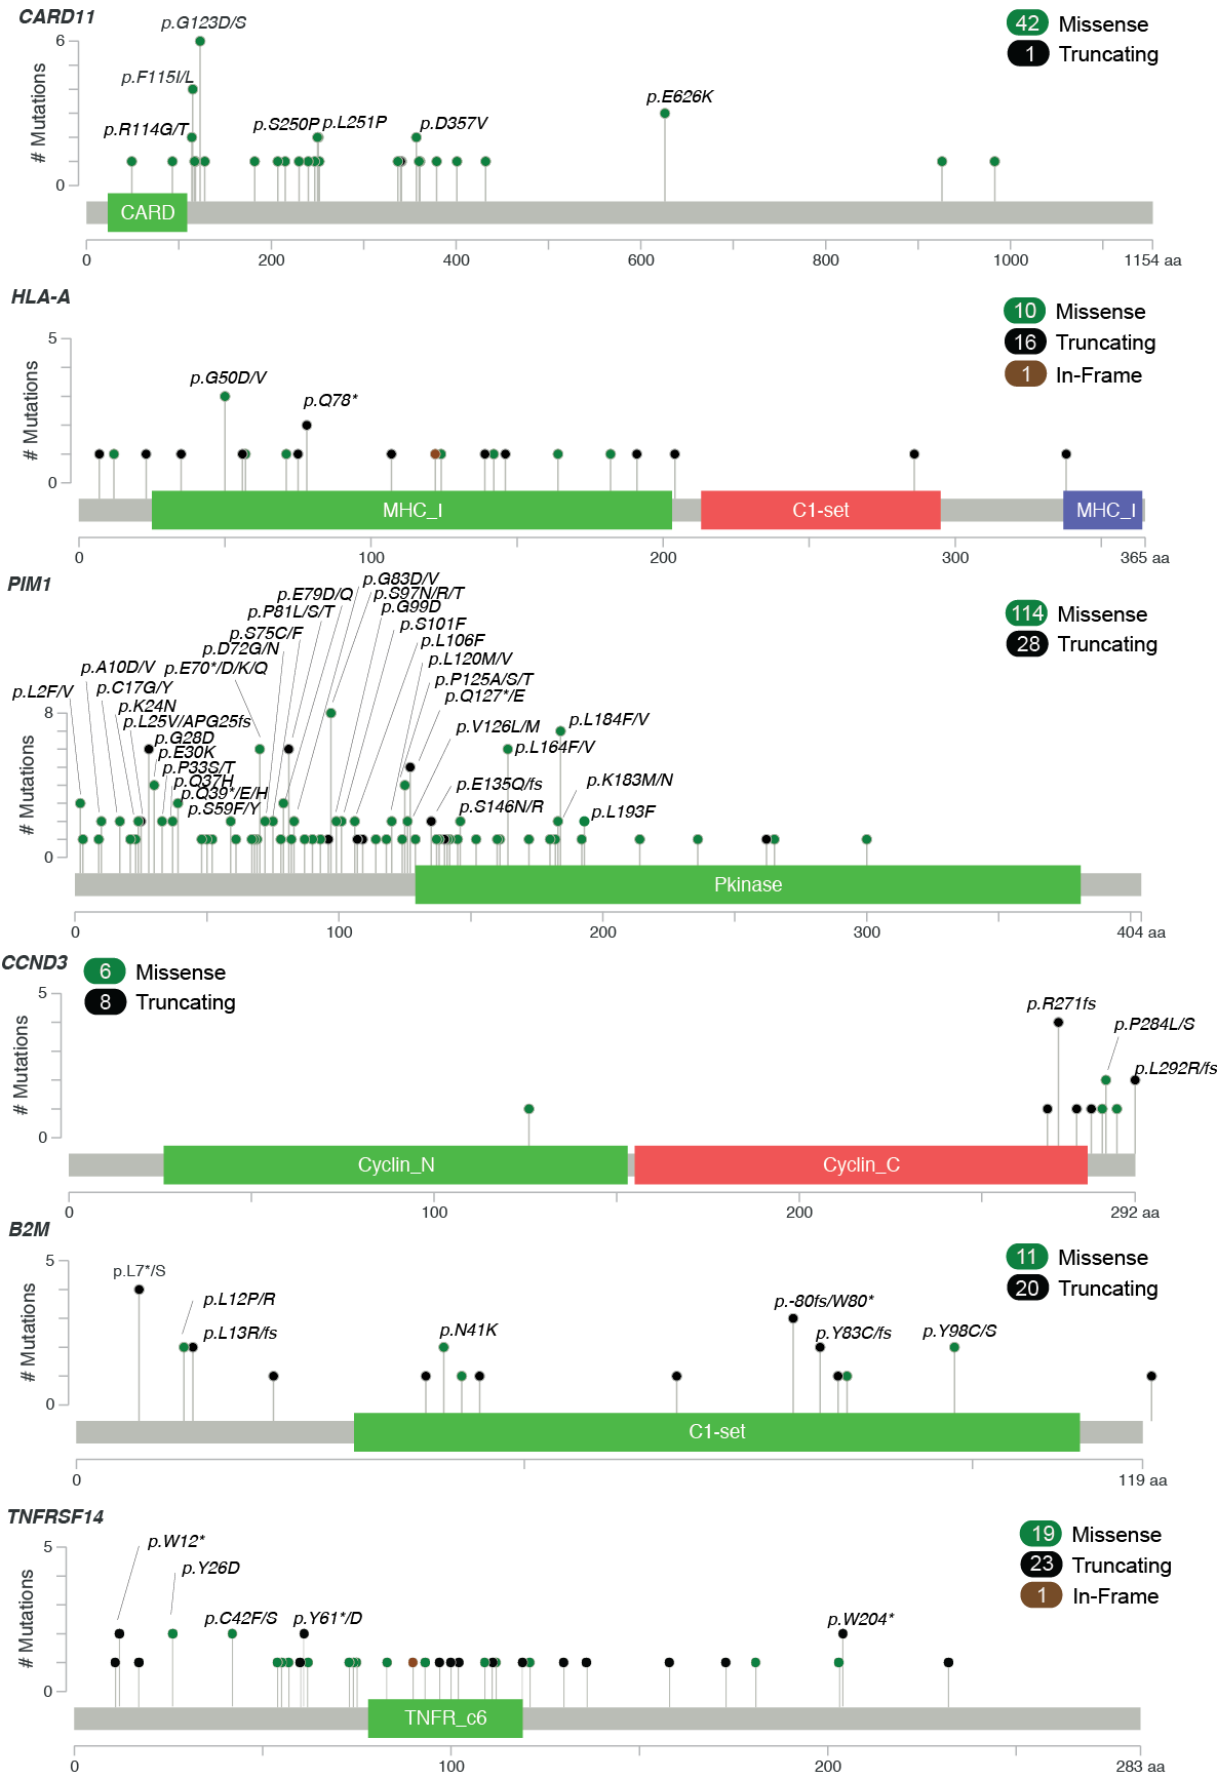 CARD11
p.G123D/S
42 Missense
1 Truncating
6
p.F115I/L
p.E626K
p.R114G/T
p.S250P
p.L251P
p.D357V
# Mutations
0
CARD
0 200 400 600 800 1000 1154 aa
HLA-A
10 Missense
16 Truncating
1 In-Frame
5
p.G50D/V
p.Q78*
# Mutations
0
MHC_I
C1-set
MHC_I
0 100 200 300 365 aa
PIM1
114 Missense
28 Truncating
p.G83D/V
p.E79D/Q
p.S97N/R/T
p.P81L/S/T
p.G99D
p.S75C/F
p.S101F
p.D72G/N
p.L106F
p.A10D/V
p.E70*/D/K/Q
p.L120M/V
p.C17G/Y
p.P125A/S/T
p.L2F/V
p.Q127*/E
p.K24N
8
p.L25V/APG25fs
p.V126L/M
p.L184F/V
p.G28D
p.L164F/V
p.E30K
p.P33S/T
p.Q37H
p.E135Q/fs
p.K183M/N
p.Q39*/E/H
p.S59F/Y
p.S146N/R
p.L193F
# Mutations
0
Pkinase
0 100 200 300 404 aa
CCND3
6 Missense
8 Truncating
5
p.R271fs
p.P284L/S
p.L292R/fs
# Mutations
0
Cyclin_N
Cyclin_C
0 100 200 292 aa
B2M
11 Missense
20 Truncating
5
p.L7*/S
p.L12P/R
p.-80fs/W80*
p.L13R/fs
p.N41K
p.Y83C/fs
p.Y98C/S
# Mutations
0
C1-set
0 119 aa
TNFRSF14
19 Missense
23 Truncating
1 In-Frame
5
p.W12*
p.Y26D
p.C42F/S
p.Y61*/D
p.W204*
# Mutations
0
TNFR_c6
0 100 200 283 aa